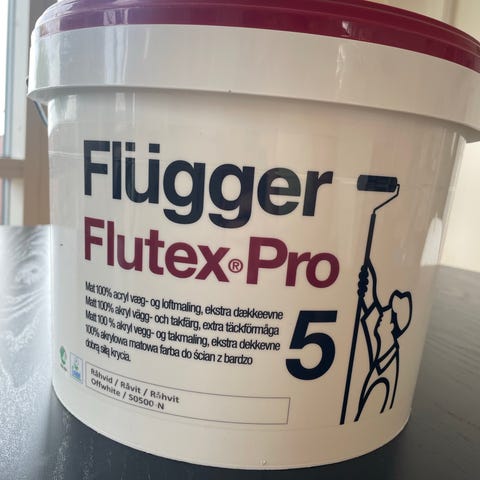 Flügger
Flutex® Pro
5
Mat 100% acryl væg- og loftmaling, ekstra dækkeevne
Matt 100% akryl vägg- och takfärg, extra täckförmåga
Matt 100 % akryl vegg- og takmaling, ekstra dekkevne
100% akrylowa matowa farba do ścian z bardzo
dobrą siłą krycia.
Råhvid / Råvit / Råhvit
Offwhite / S0500-N